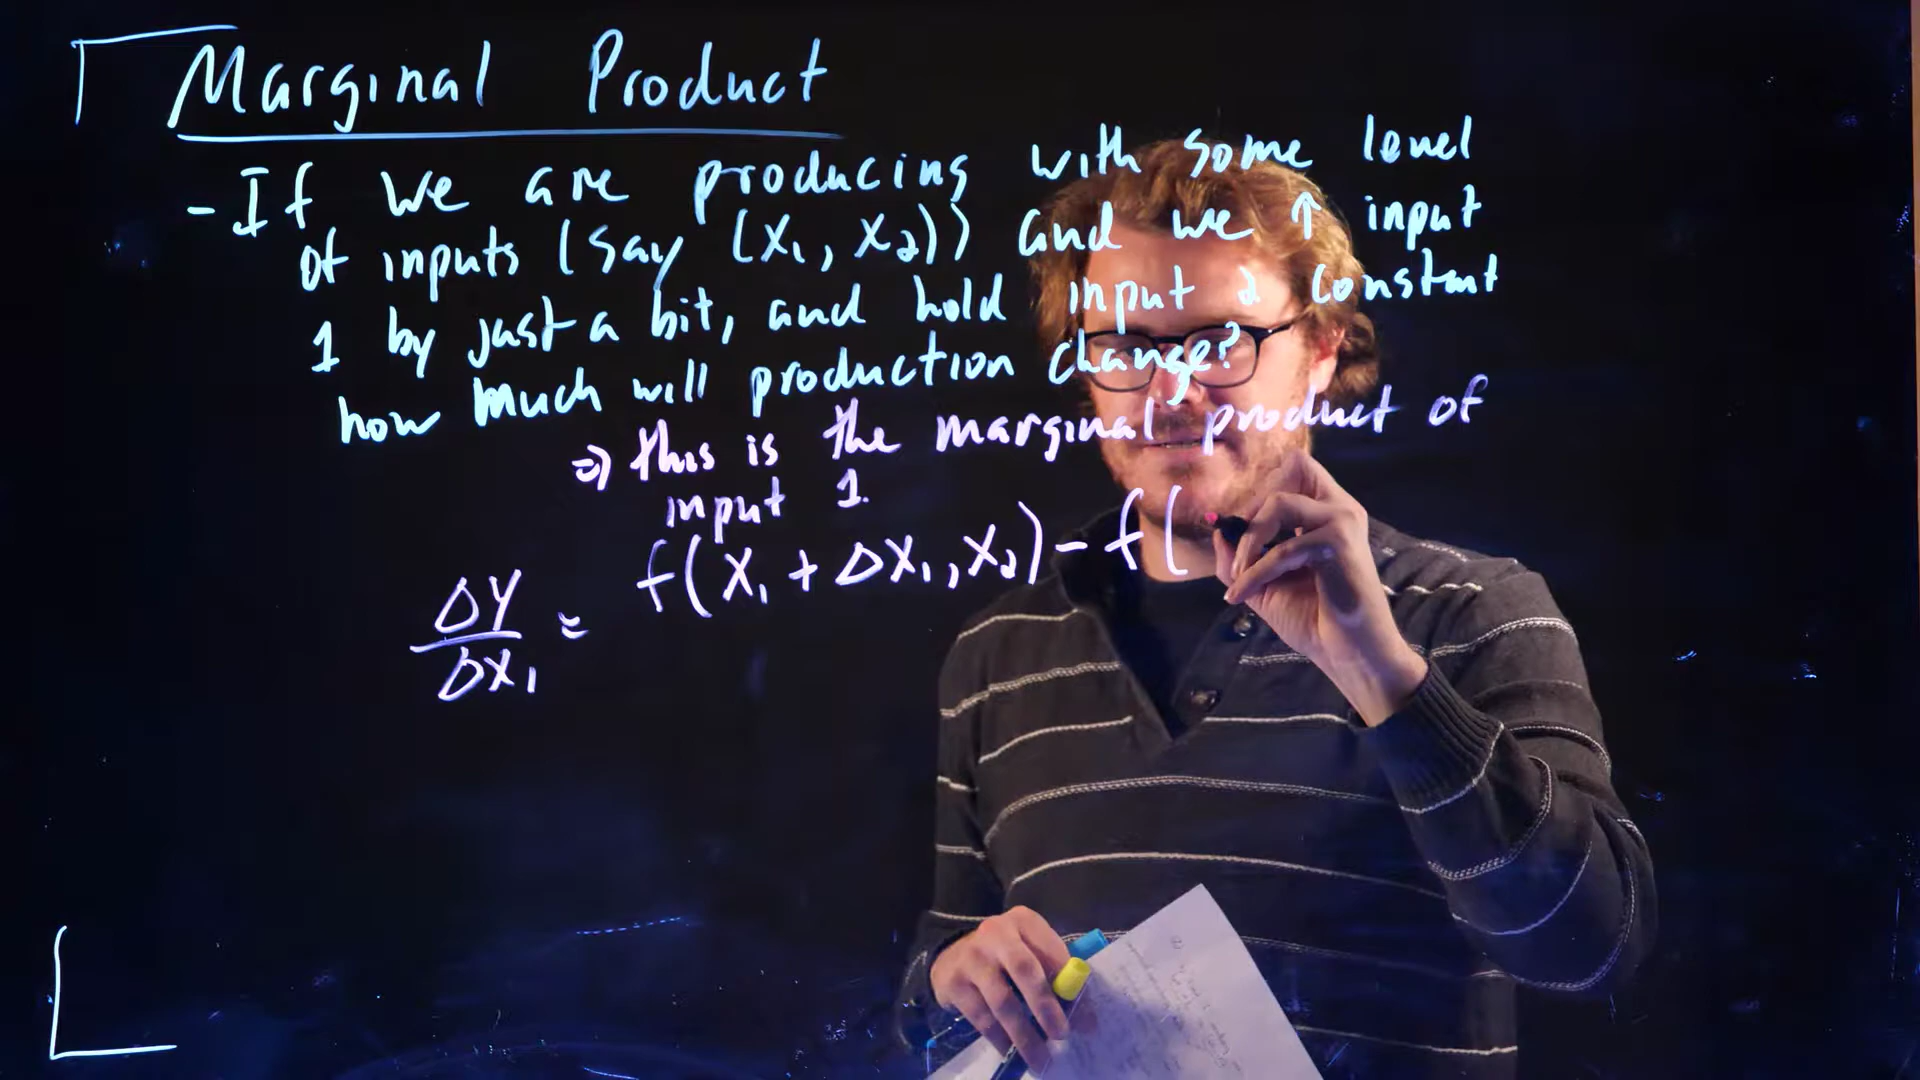 Marginal Product
- If we are producing with some level
of inputs (say (X₁, X₂)) and we ↑ input
1 by just a bit, and hold input 2 constant
how much will production change?
⇒ this is the marginal product of
input 1.
ΔY/ΔX₁ = f(X₁ + ΔX₁, X₂) - f(